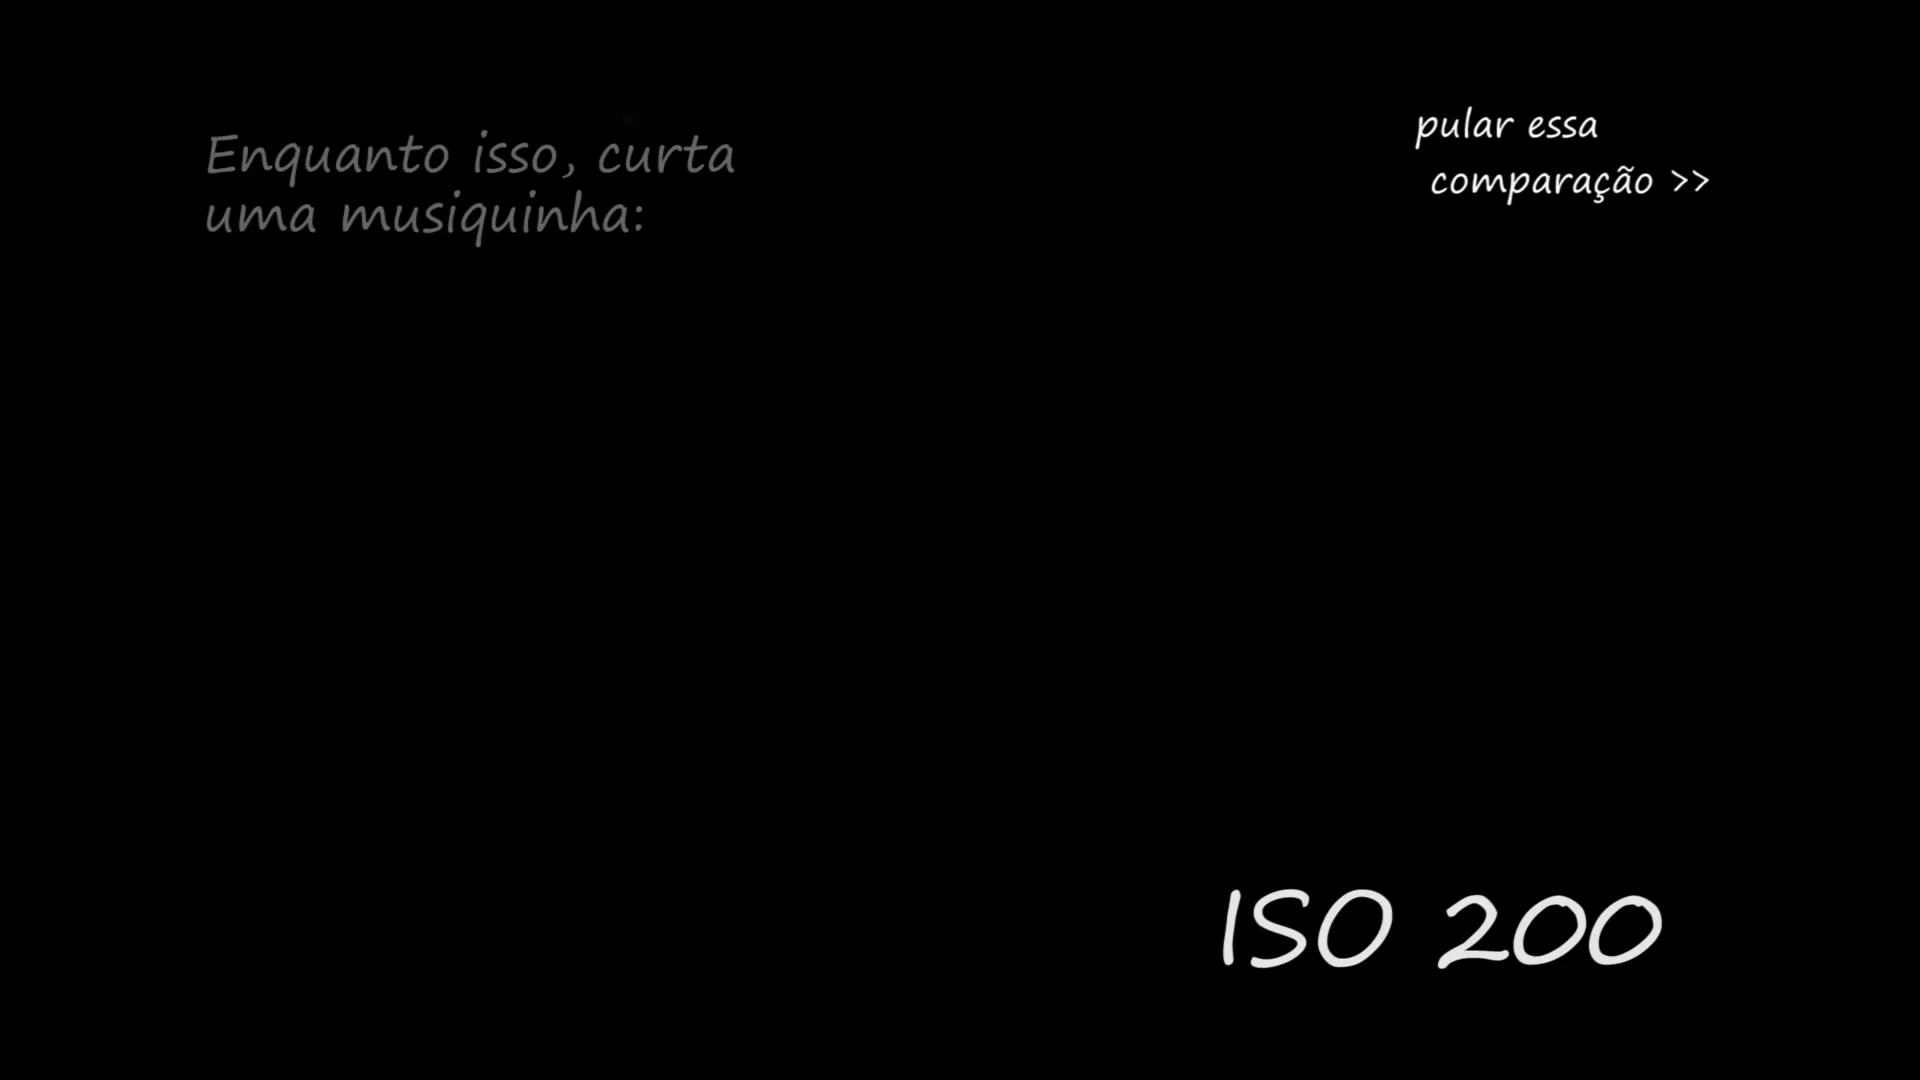 Enquanto isso, curta
uma musiquinha:
pular essa
comparação >>
ISO 200